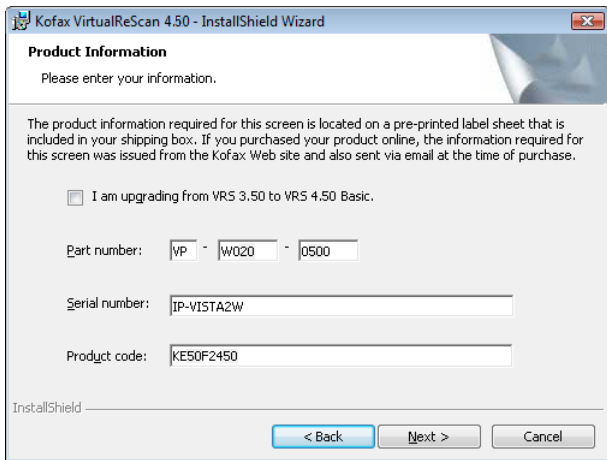 Kofax VirtualReScan 4.50 - InstallShield Wizard
Product Information
Please enter your information.
The product information required for this screen is located on a pre-printed label sheet that is
included in your shipping box. If you purchased your product online, the information required for
this screen was issued from the Kofax Web site and also sent via email at the time of purchase.
I am upgrading from VRS 3.50 to VRS 4.50 Basic.
Part number: VP - W020 - 0500
Serial number: IP-VISTA2W
Product code: KE50F2450
InstallShield
< Back Next > Cancel